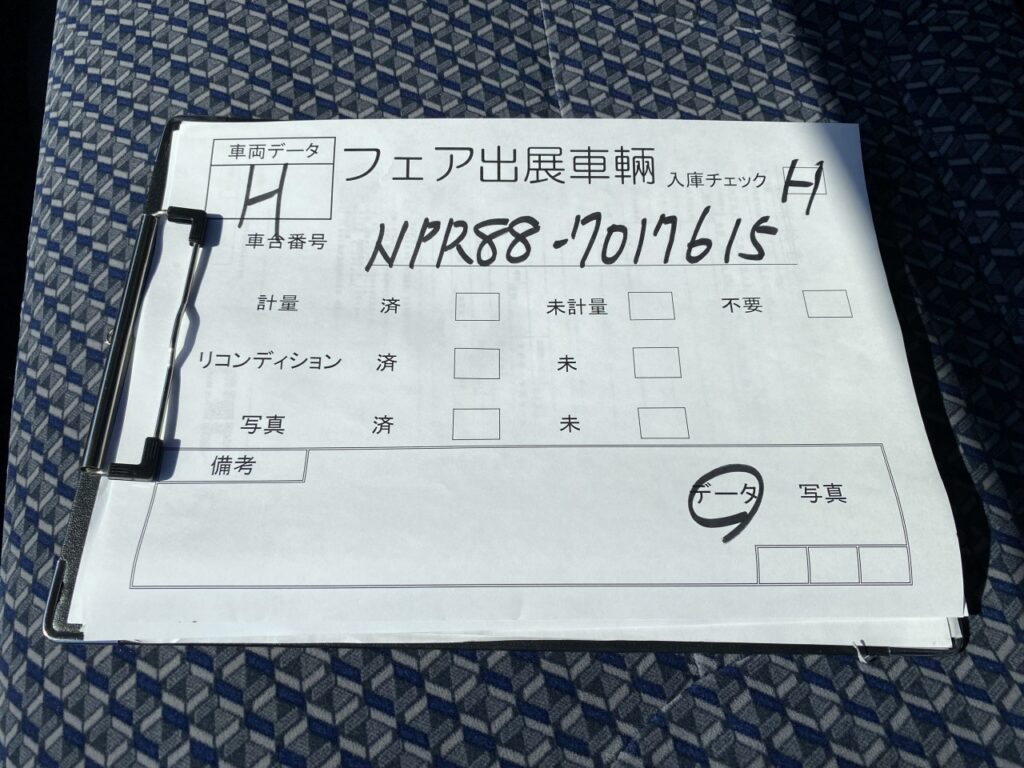 車両データ
H
フェア出展車輛
入庫チェック H
車台番号 NPR88-7017615
計量 済 未計量 不要
リコンディション 済 未
写真 済 未
備考
データ 写真